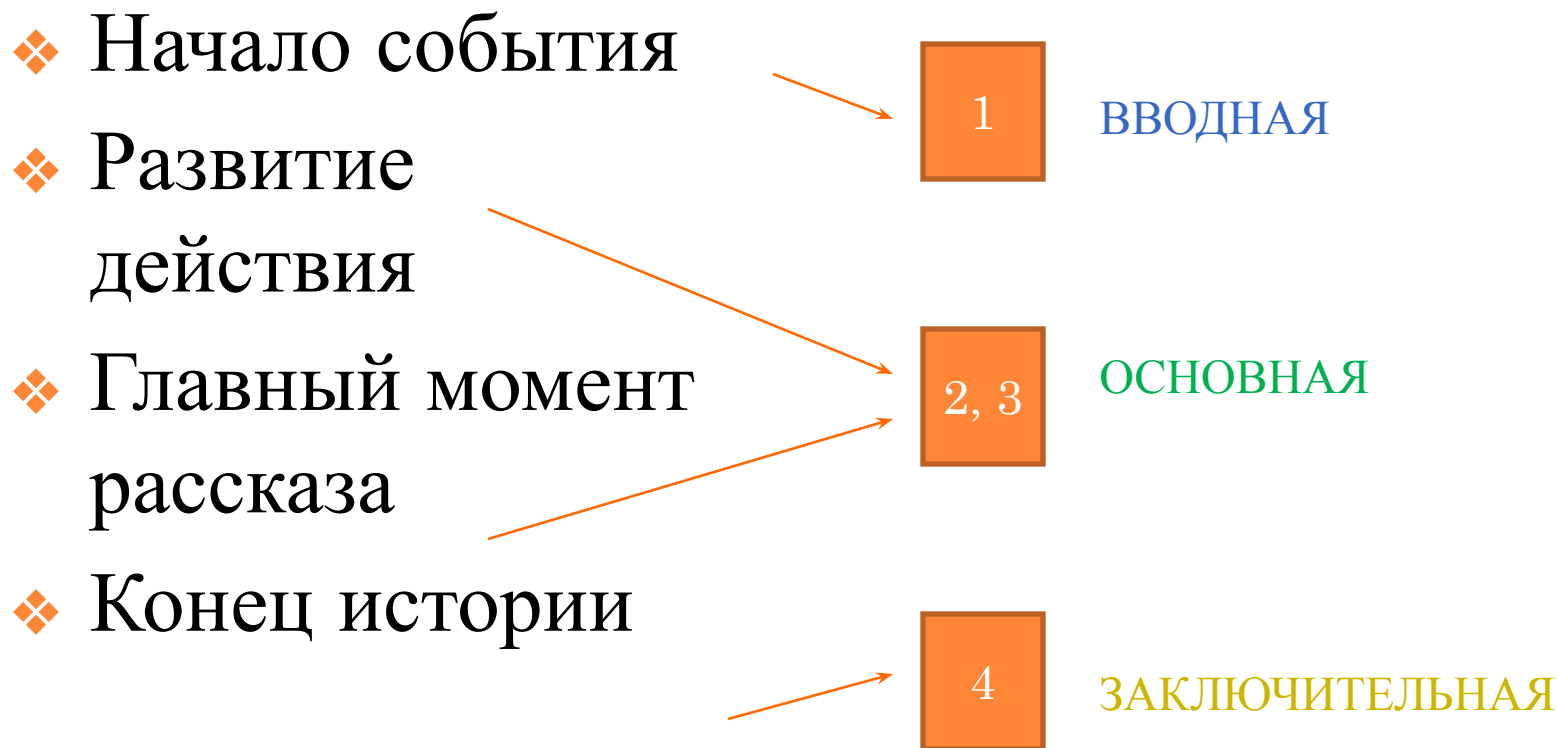 Начало события
Развитие
действия
Главный момент
рассказа
Конец истории
1
ВВОДНАЯ
2, 3
ОСНОВНАЯ
4
ЗАКЛЮЧИТЕЛЬНАЯ